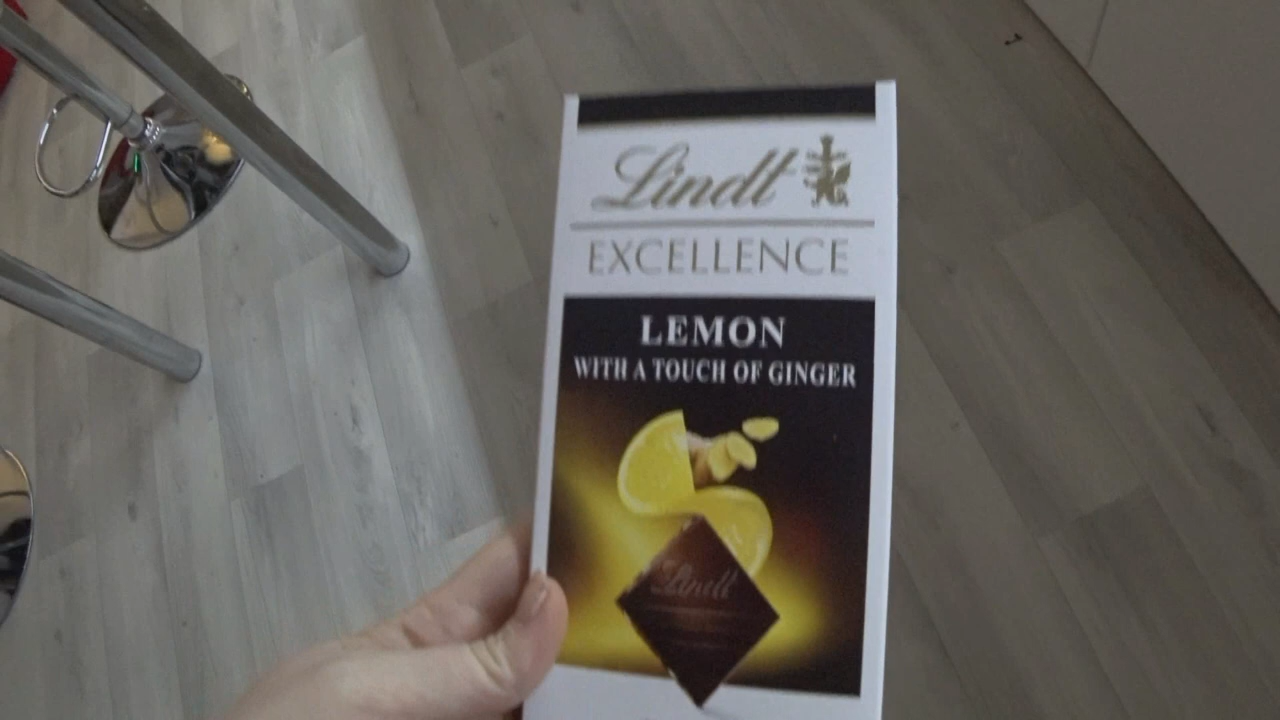 Lindt
EXCELLENCE
LEMON
WITH A TOUCH OF GINGER
Lindt